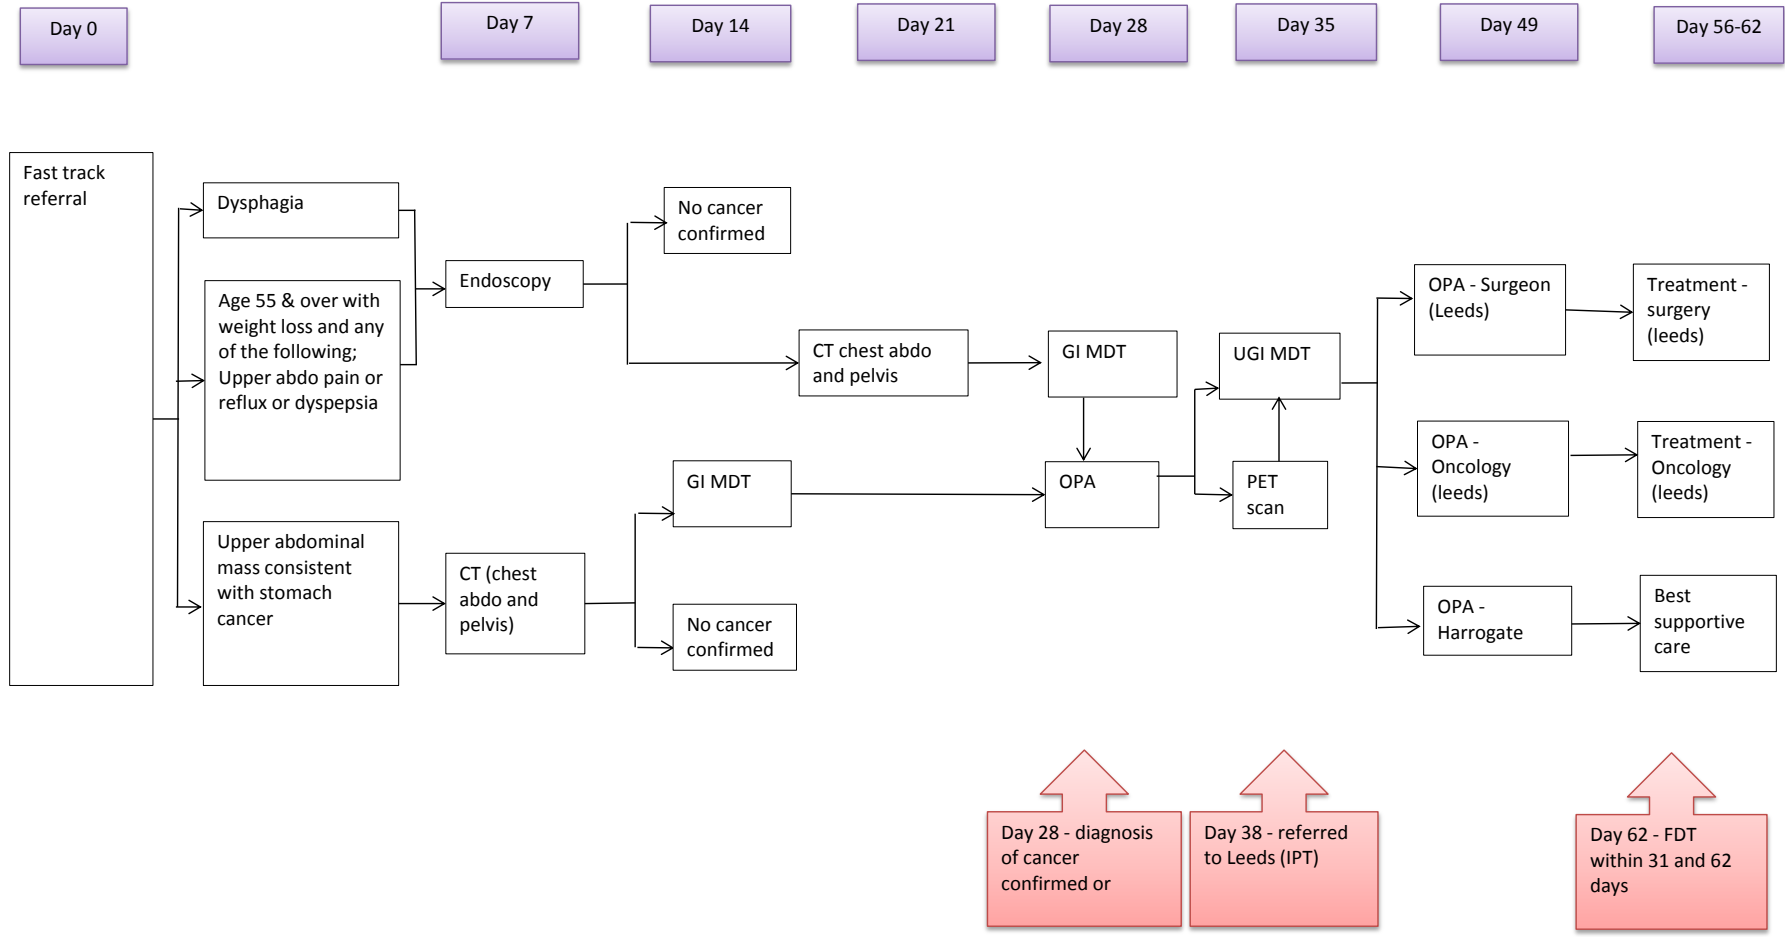 Day 0
Day 7
Day 14
Day 21
Day 28
Day 35
Day 49
Day 56-62
Fast track
referral
Dysphagia
Age 55 & over with
weight loss and any
of the following;
Upper abdo pain or
reflux or dyspepsia
Upper abdominal
mass consistent
with stomach
cancer
Endoscopy
CT (chest
abdo and
pelvis)
No cancer
confirmed
GI MDT
No cancer
confirmed
CT chest abdo
and pelvis
GI MDT
OPA
UGI MDT
PET
scan
OPA - Surgeon
(Leeds)
OPA -
Oncology
(leeds)
OPA -
Harrogate
Treatment -
surgery
(leeds)
Treatment -
Oncology
(leeds)
Best
supportive
care
Day 28 - diagnosis
of cancer
confirmed or
Day 38 - referred
to Leeds (IPT)
Day 62 - FDT
within 31 and 62
days